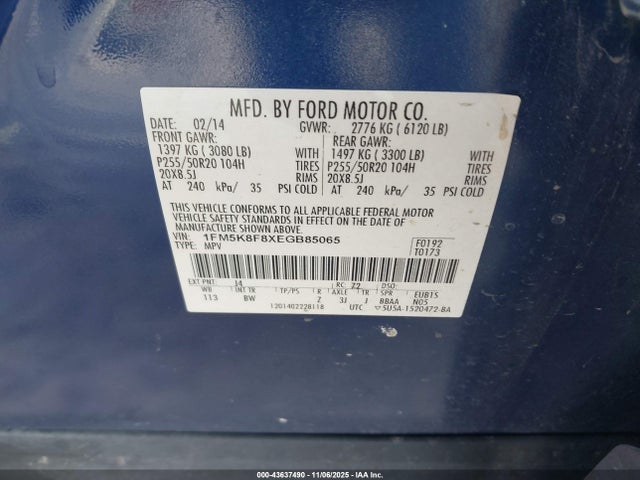 MFD. BY FORD MOTOR CO.
DATE: 02/14 GVWR: 2776 KG ( 6120 LB)
FRONT GAWR: REAR GAWR:
1397 KG ( 3080 LB) WITH 1497 KG ( 3300 LB) WITH
P255/50R20 104H TIRES P255/50R20 104H TIRES
20X8.5J RIMS 20X8.5J RIMS
AT 240 kPa/ 35 PSI COLD AT 240 kPa/ 35 PSI COLD
THIS VEHICLE CONFORMS TO ALL APPLICABLE FEDERAL MOTOR
VEHICLE SAFETY STANDARDS IN EFFECT ON THE DATE OF
MANUFACTURE SHOWN ABOVE.
VIN: 1FM5K8F8XEGB85065 F0192
TYPE: MPV T0173
EXT PNT: J4 RC: 72 DSO:
WB INT TR TP/PS R AXLE TR SPR EUB1S
113 BW Z 3J J BBAA N05
1201402228118 UTC ▽5U5A-1520472-BA
000-43637490 - 11/06/2025 - IAAI.COM